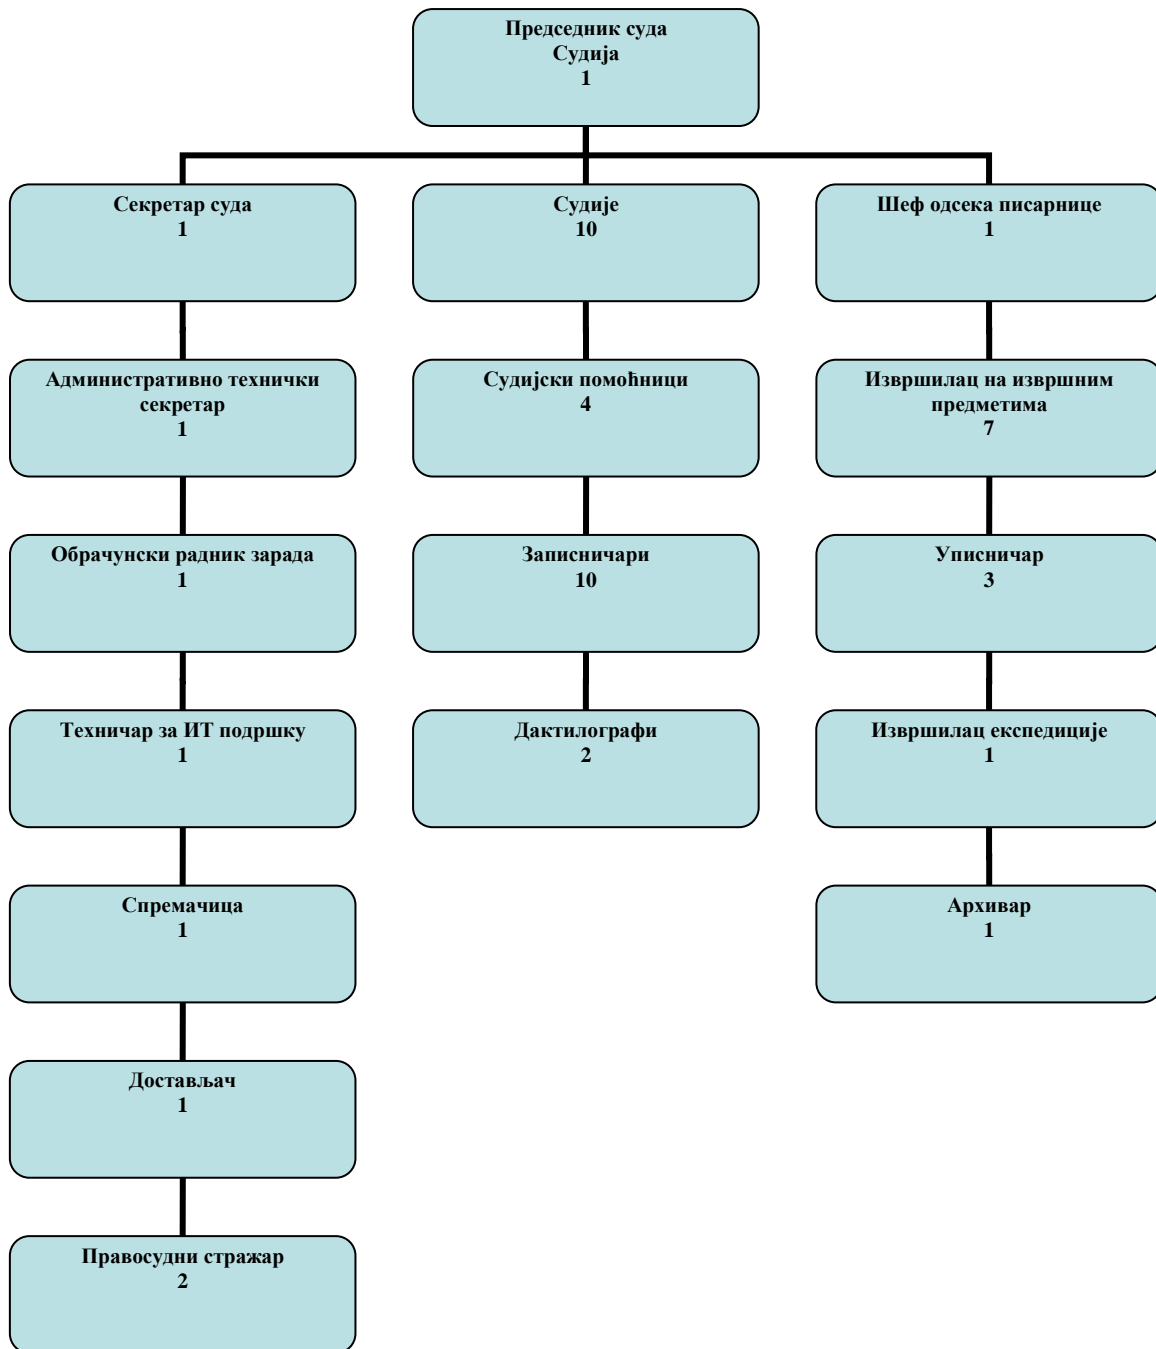 Председник суда
Судија
1
Секретар суда
1
Судије
10
Шеф одсека писарнице
1
Административно технички
секретар
1
Судијски помоћници
4
Извршилац на извршним
предметима
7
Обрачунски радник зарада
1
Записничари
10
Уписничар
3
Техничар за ИТ подршку
1
Дактилографи
2
Извршилац експедиције
1
Спремачица
1
Архивар
1
Достављач
1
Правосудни стражар
2